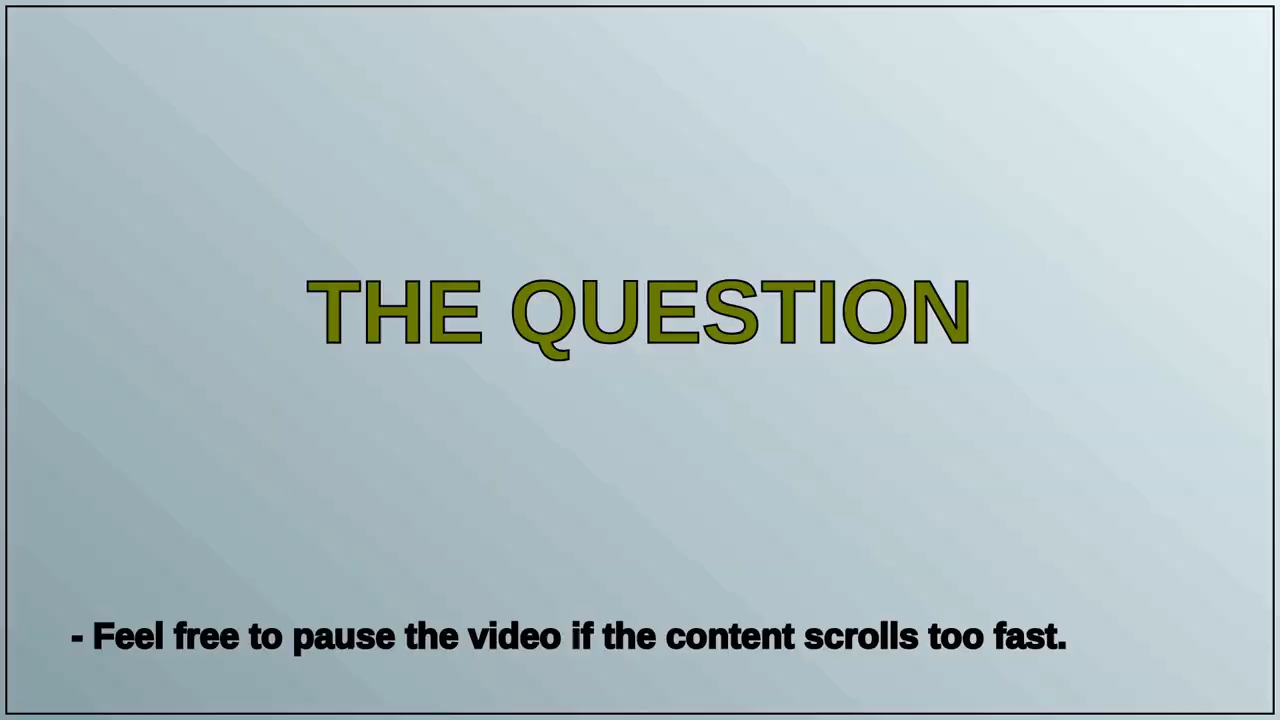 THE QUESTION
- Feel free to pause the video if the content scrolls too fast.